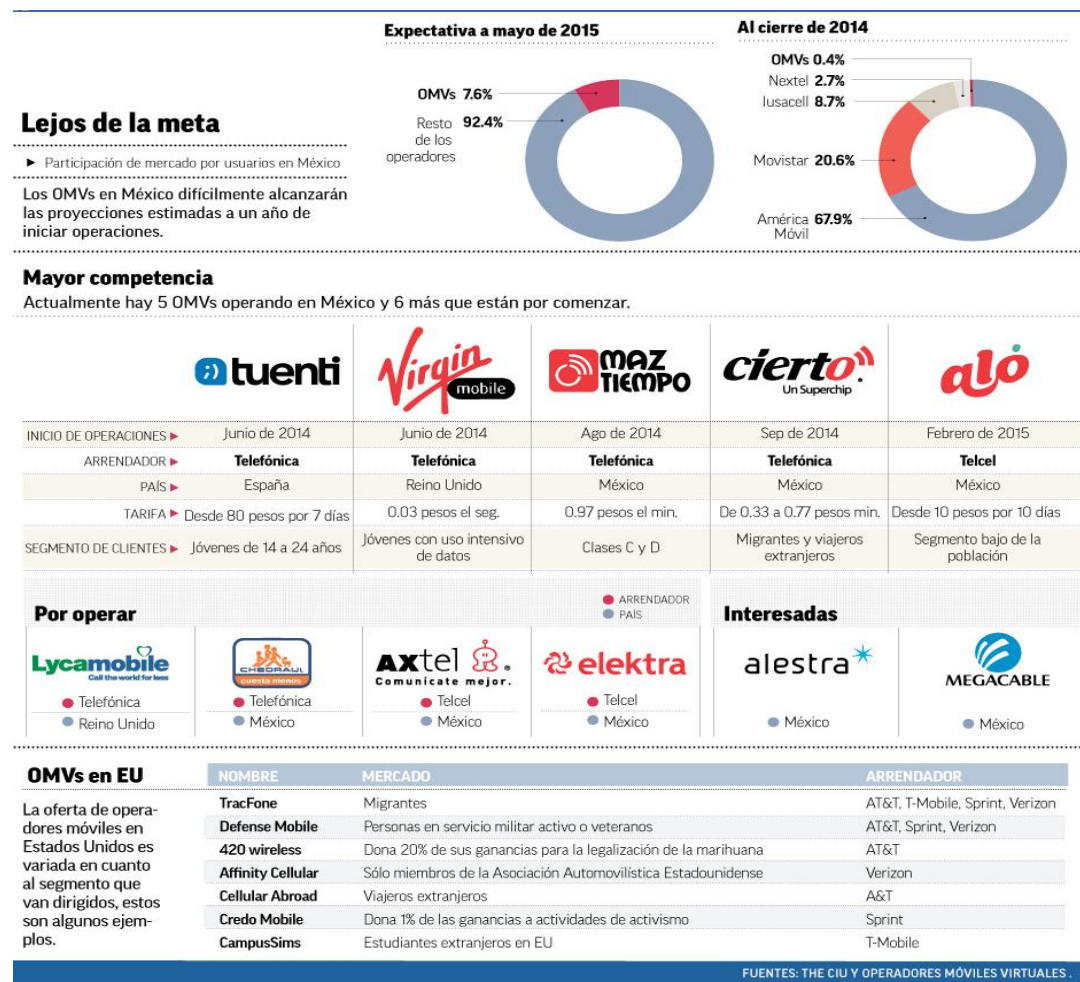 Lejos de la meta
► Participación de mercado por usuarios en México
Los OMVs en México difícilmente alcanzarán
las proyecciones estimadas a un año de
iniciar operaciones.
Expectativa a mayo de 2015
OMVs 7.6%
Resto 92.4%
de los
operadores
Al cierre de 2014
OMVs 0.4%
Nextel 2.7%
Iusacell 8.7%
Movistar 20.6%
América 67.9%
Móvil
Mayor competencia
Actualmente hay 5 OMVs operando en México y 6 más que están por comenzar.
;) tuenti
Virgin
mobile
MAZ
TIEMPO
cierto
Un Superchip
aló
INICIO DE OPERACIONES ► Junio de 2014 Junio de 2014 Ago de 2014 Sep de 2014 Febrero de 2015
ARRENDADOR ► Telefónica Telefónica Telefónica Telefónica Telcel
PAÍS ► España Reino Unido México México México
TARIFA ► Desde 80 pesos por 7 días 0.03 pesos el seg. 0.97 pesos el min. De 0.33 a 0.77 pesos min. Desde 10 pesos por 10 días
SEGMENTO DE CLIENTES ► Jóvenes de 14 a 24 años Jóvenes con uso intensivo
de datos Clases C y D Migrantes y viajeros
extranjeros Segmento bajo de la
población
Por operar
ARRENDADOR
PAÍS
Lycamobile
Call the world for less
Telefónica
Reino Unido
CHEDRAUI
cuesta menos
Telefónica
México
AXtel
Comunícate mejor.
Telcel
México
elektra
Telcel
México
Interesadas
alestra
México
MEGACABLE
México
OMVs en EU
La oferta de opera-
dores móviles en
Estados Unidos es
variada en cuanto
al segmento que
van dirigidos, estos
son algunos ejem-
plos.
NOMBRE MERCADO ARRENDADOR
TracFone Migrantes AT&T, T-Mobile, Sprint, Verizon
Defense Mobile Personas en servicio militar activo o veteranos AT&T, Sprint, Verizon
420 wireless Dona 20% de sus ganancias para la legalización de la marihuana AT&T
Affinity Cellular Sólo miembros de la Asociación Automovilística Estadounidense Verizon
Cellular Abroad Viajeros extranjeros A&T
Credo Mobile Dona 1% de las ganancias a actividades de activismo Sprint
CampusSims Estudiantes extranjeros en EU T-Mobile
FUENTES: THE CIU Y OPERADORES MÓVILES VIRTUALES .